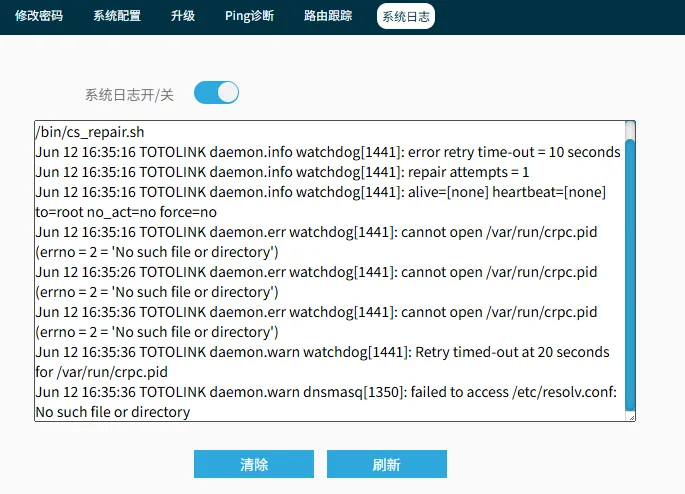 修改密码 系统配置 升级 Ping诊断 路由跟踪 系统日志
系统日志开/关
/bin/cs_repair.sh
Jun 12 16:35:16 TOTOLINK daemon.info watchdog[1441]: error retry time-out = 10 seconds
Jun 12 16:35:16 TOTOLINK daemon.info watchdog[1441]: repair attempts = 1
Jun 12 16:35:16 TOTOLINK daemon.info watchdog[1441]: alive=[none] heartbeat=[none]
to=root no_act=no force=no
Jun 12 16:35:16 TOTOLINK daemon.err watchdog[1441]: cannot open /var/run/crpc.pid
(errno = 2 = 'No such file or directory')
Jun 12 16:35:26 TOTOLINK daemon.err watchdog[1441]: cannot open /var/run/crpc.pid
(errno = 2 = 'No such file or directory')
Jun 12 16:35:36 TOTOLINK daemon.err watchdog[1441]: cannot open /var/run/crpc.pid
(errno = 2 = 'No such file or directory')
Jun 12 16:35:36 TOTOLINK daemon.warn watchdog[1441]: Retry timed-out at 20 seconds
for /var/run/crpc.pid
Jun 12 16:35:36 TOTOLINK daemon.warn dnsmasq[1350]: failed to access /etc/resolv.conf:
No such file or directory
清除 刷新